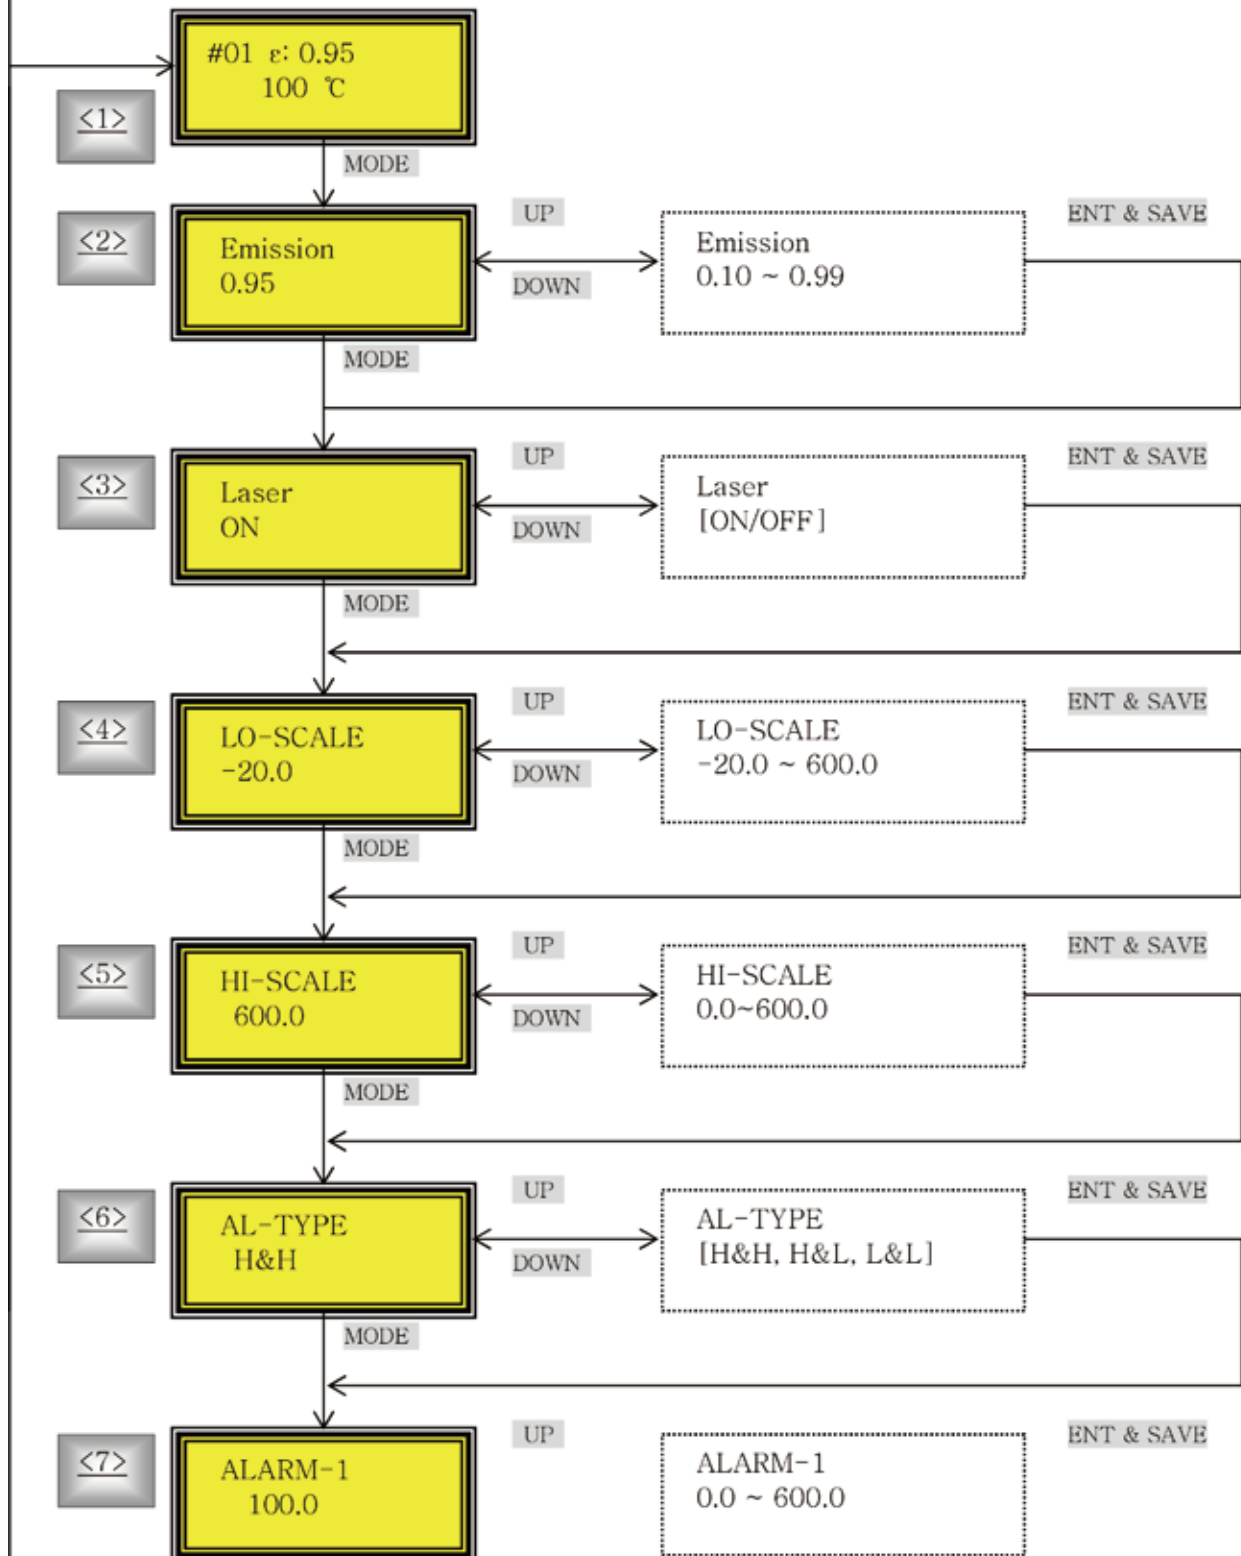 #01 ε: 0.95
100 ℃
<1>
MODE
<2>
Emission
0.95
UP
DOWN
Emission
0.10 ~ 0.99
ENT & SAVE
MODE
<3>
Laser
ON
UP
DOWN
Laser
[ON/OFF]
ENT & SAVE
MODE
<4>
LO-SCALE
-20.0
UP
DOWN
LO-SCALE
-20.0 ~ 600.0
ENT & SAVE
MODE
<5>
HI-SCALE
600.0
UP
DOWN
HI-SCALE
0.0~600.0
ENT & SAVE
MODE
<6>
AL-TYPE
H&H
UP
DOWN
AL-TYPE
[H&H, H&L, L&L]
ENT & SAVE
MODE
<7>
ALARM-1
100.0
UP
ALARM-1
0.0 ~ 600.0
ENT & SAVE